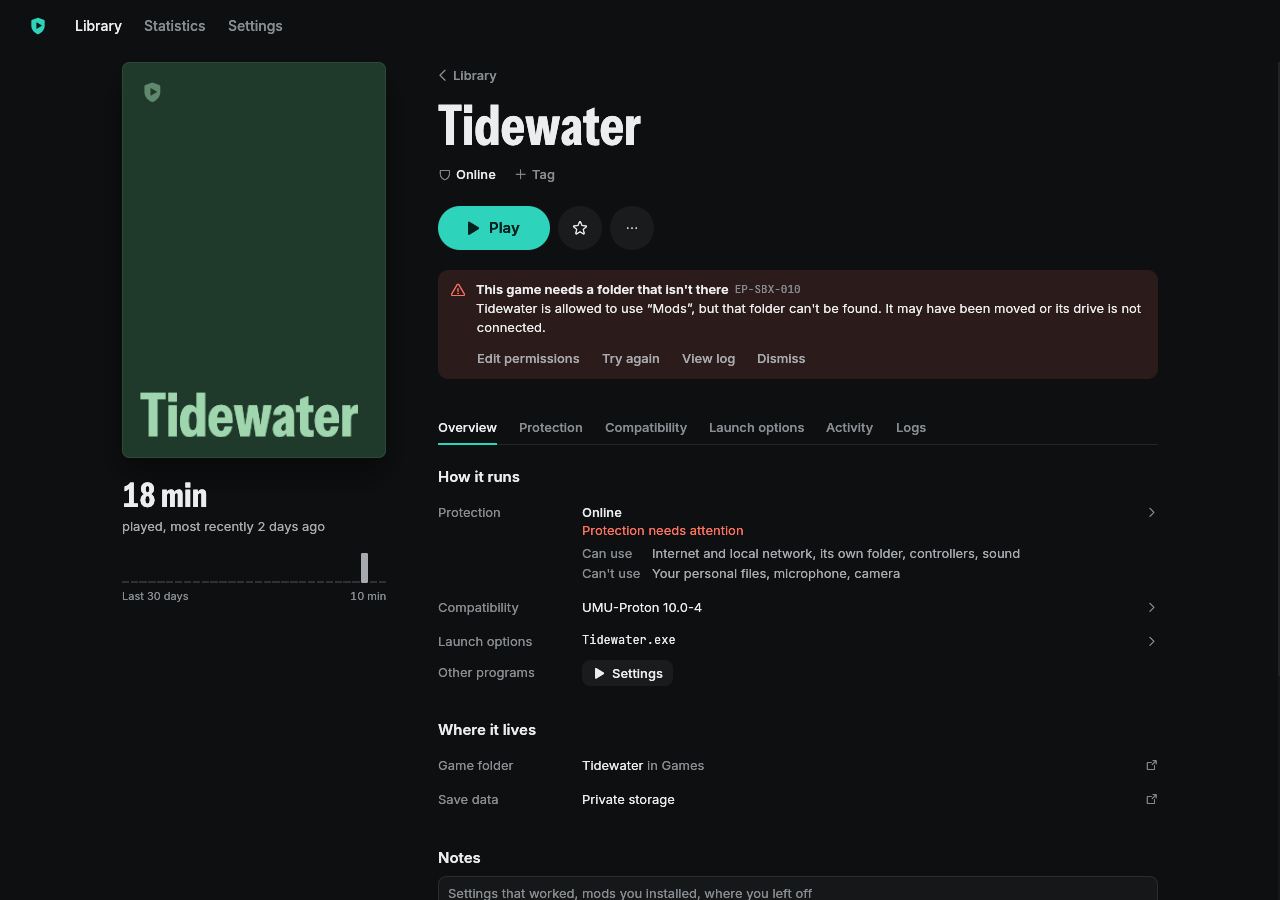 Library Statistics Settings
Tidewater
18 min
played, most recently 2 days ago
Last 30 days 10 min
Library
Tidewater
Online Tag
Play
This game needs a folder that isn't there EP-SBX-010
Tidewater is allowed to use “Mods”, but that folder can't be found. It may have been moved or its drive is not
connected.
Edit permissions Try again View log Dismiss
Overview Protection Compatibility Launch options Activity Logs
How it runs
Protection Online
Protection needs attention
Can use Internet and local network, its own folder, controllers, sound
Can't use Your personal files, microphone, camera
Compatibility UMU-Proton 10.0-4
Launch options Tidewater.exe
Other programs Settings
Where it lives
Game folder Tidewater in Games
Save data Private storage
Notes
Settings that worked, mods you installed, where you left off